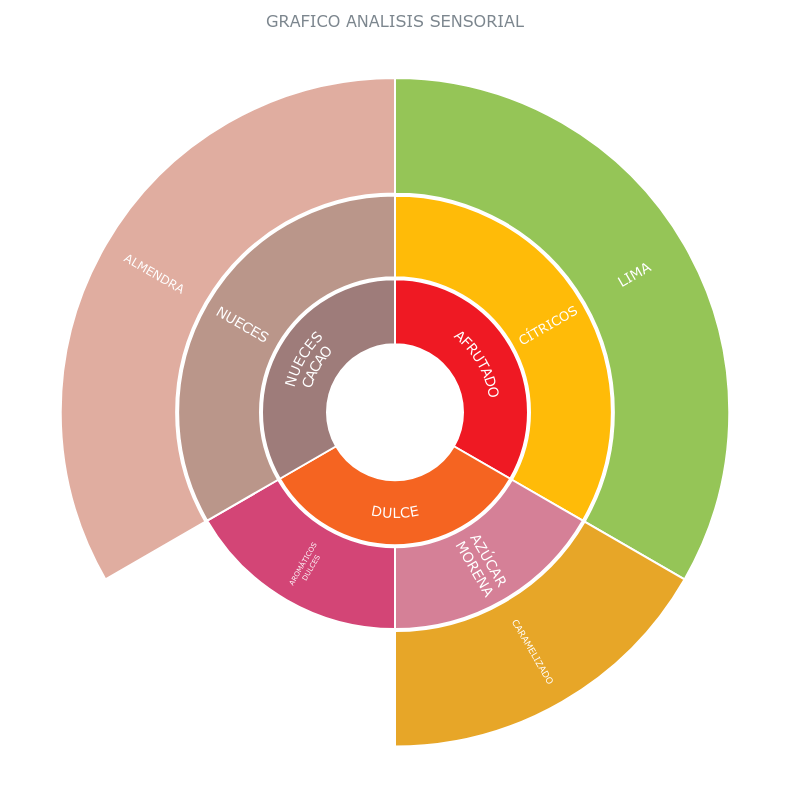 GRAFICO ANALISIS SENSORIAL
AFRUTADO
CÍTRICOS
LIMA
DULCE
AZÚCAR
MORENA
CARAMELIZADO
AROMÁTICOS
DULCES
NUECES
CACAO
NUECES
ALMENDRA